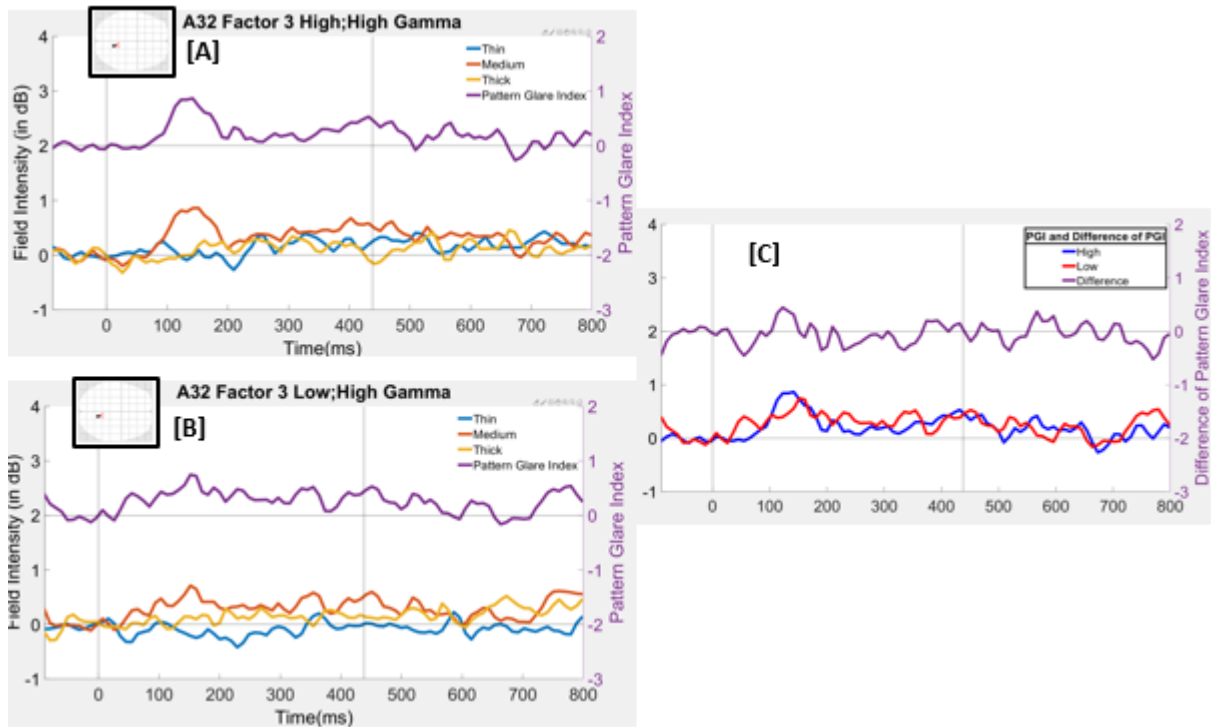 A32 Factor 3 High;High Gamma
[A]
Thin
Medium
Thick
Pattern Glare Index
Field Intensity (in dB)
4
3
2
1
0
-1
2
1
0
-1
-2
-3
Pattern Glare Index
0 100 200 300 400 500 600 700 800
Time(ms)
A32 Factor 3 Low;High Gamma
[B]
Thin
Medium
Thick
Pattern Glare Index
Field Intensity (in dB)
4
3
2
1
0
-1
2
1
0
-1
-2
-3
Pattern Glare Index
0 100 200 300 400 500 600 700 800
Time(ms)
[C]
PGI and Difference of PGI
High
Low
Difference
4
3
2
1
0
-1
2
1
0
-1
-2
-3
Difference of Pattern Glare Index
0 100 200 300 400 500 600 700 800